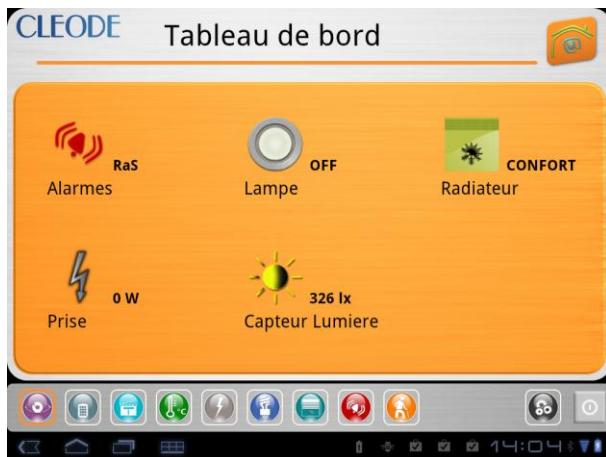 CLEODE
Tableau de bord
RaS
Alarmes
OFF
Lampe
CONFORT
Radiateur
0 W
Prise
326 lx
Capteur Lumiere
°C
14:04